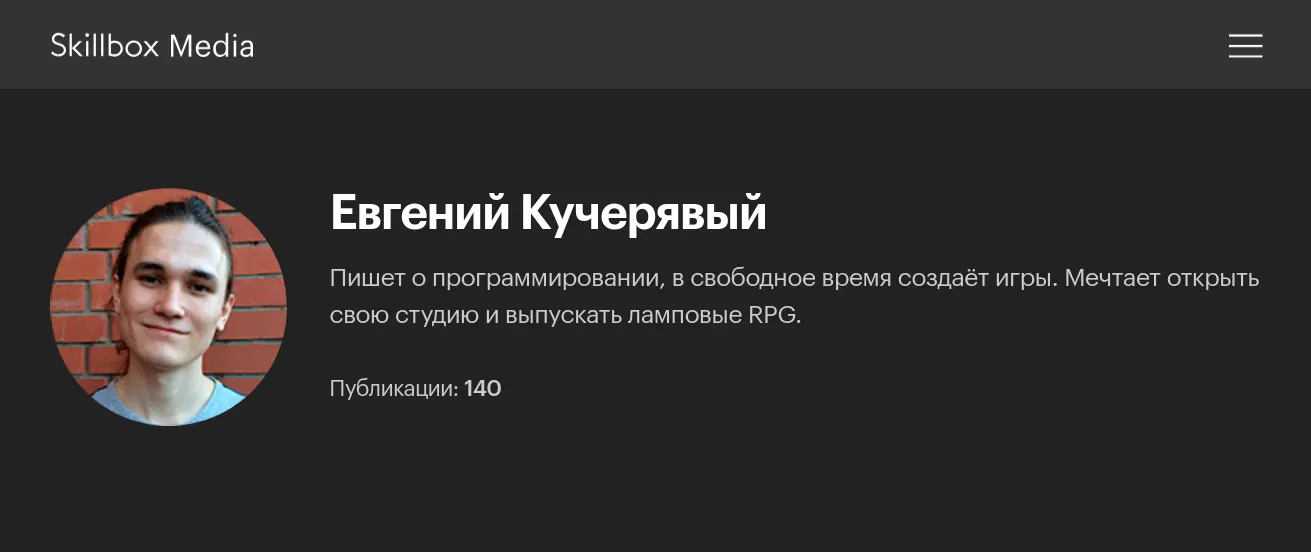 Skillbox Media
Евгений Кучерявый
Пишет о программировании, в свободное время создаёт игры. Мечтает открыть
свою студию и выпускать ламповые RPG.
Публикации: 140